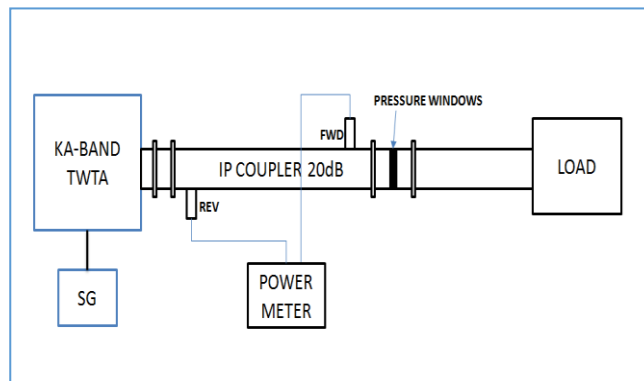 PRESSURE WINDOWS
KA-BAND
TWTA
FWD
IP COUPLER 20dB
LOAD
REV
SG
POWER
METER